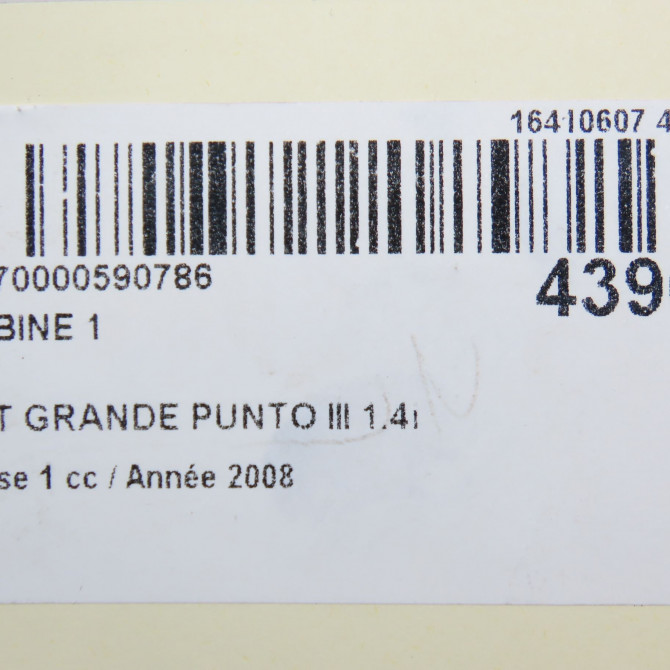 16410607 4
70000590786
439
BINE 1
T GRANDE PUNTO III 1.4i
se 1 cc / Année 2008